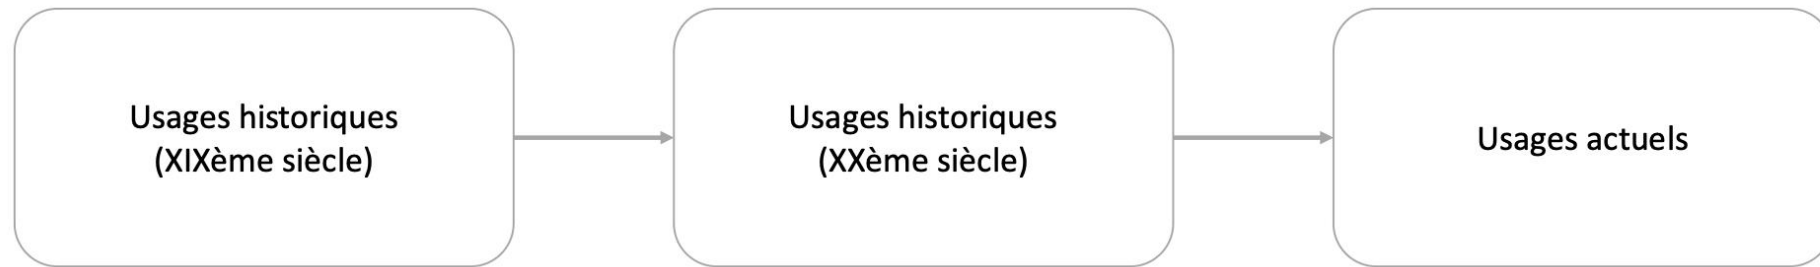 Usages historiques
(XIXème siècle)
Usages historiques
(XXème siècle)
Usages actuels